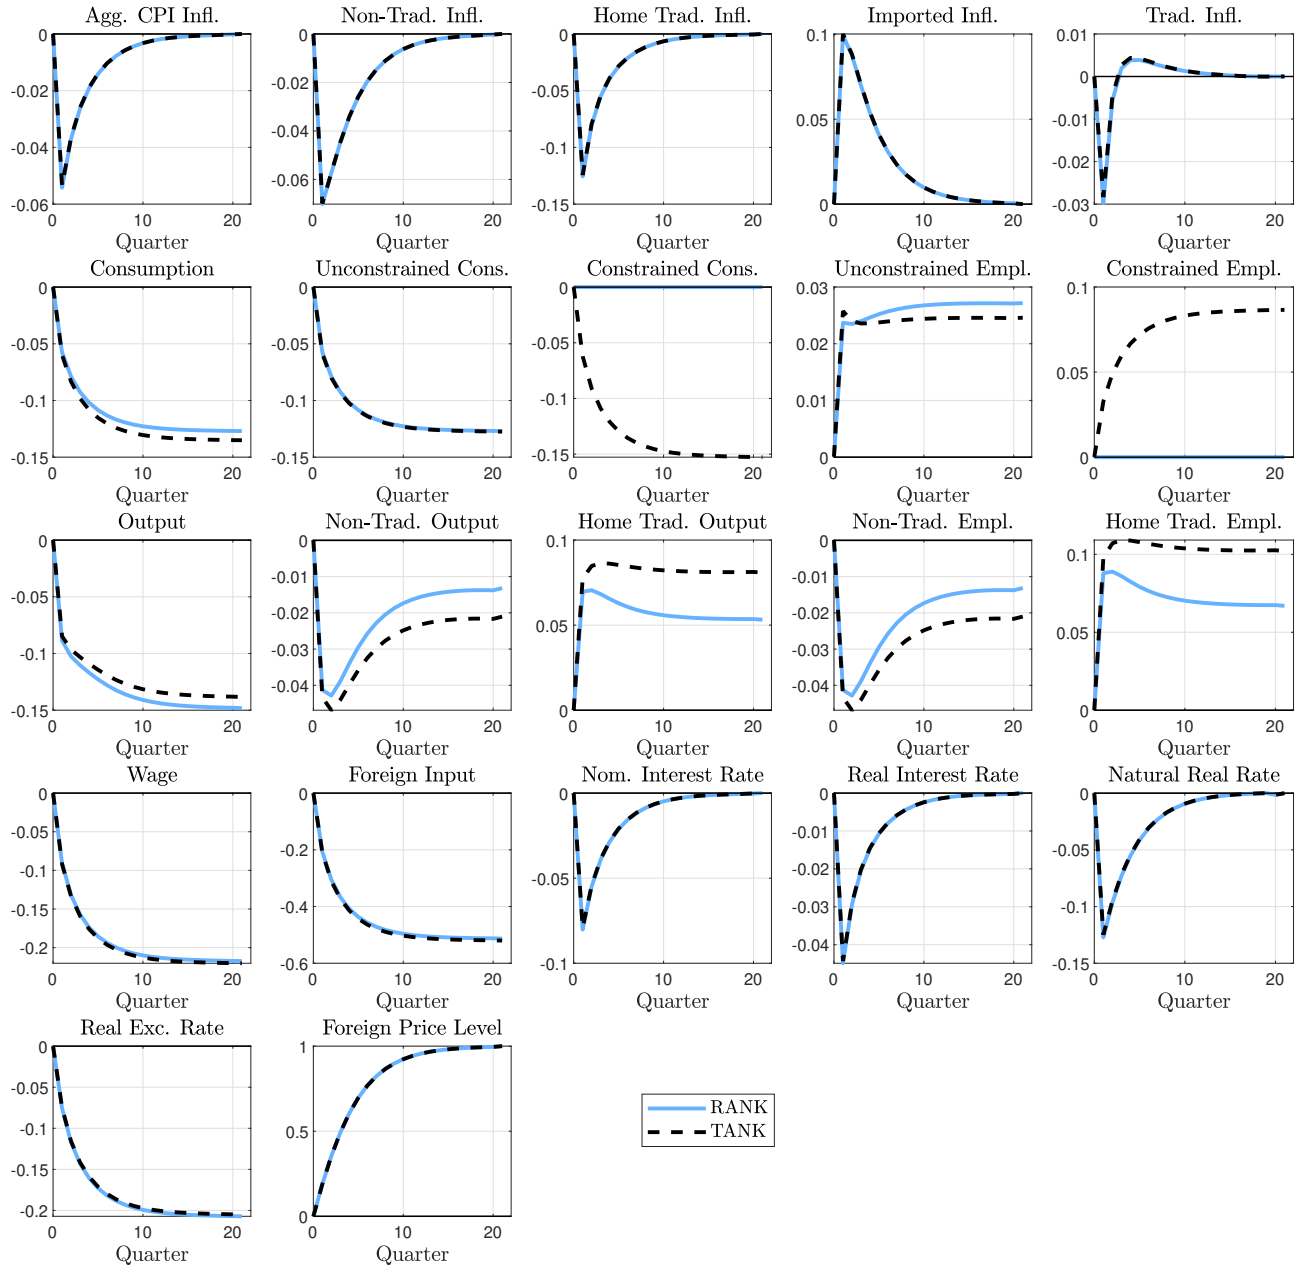 Agg. CPI Infl.
Non-Trad. Infl.
Home Trad. Infl.
Imported Infl.
Trad. Infl.
0
-0.02
-0.04
-0.06
0 10 20
Quarter
0
-0.02
-0.04
-0.06
0 10 20
Quarter
0
-0.05
-0.1
-0.15
0 10 20
Quarter
0.1
0.05
0
0 10 20
Quarter
0.01
0
-0.01
-0.02
-0.03
0 10 20
Quarter
Consumption
Unconstrained Cons.
Constrained Cons.
Unconstrained Empl.
Constrained Empl.
0
-0.05
-0.1
-0.15
0 10 20
Quarter
0
-0.05
-0.1
-0.15
0 10 20
Quarter
0
-0.05
-0.1
-0.15
0 10 20
Quarter
0.03
0.02
0.01
0
0 10 20
Quarter
0.1
0.05
0
0 10 20
Quarter
Output
Non-Trad. Output
Home Trad. Output
Non-Trad. Empl.
Home Trad. Empl.
0
-0.05
-0.1
-0.15
0 10 20
Quarter
0
-0.01
-0.02
-0.03
-0.04
0 10 20
Quarter
0.1
0.05
0
0 10 20
Quarter
0
-0.01
-0.02
-0.03
-0.04
0 10 20
Quarter
0.1
0.05
0
0 10 20
Quarter
Wage
Foreign Input
Nom. Interest Rate
Real Interest Rate
Natural Real Rate
0
-0.05
-0.1
-0.15
-0.2
0 10 20
Quarter
0
-0.2
-0.4
-0.6
0 10 20
Quarter
0
-0.05
-0.1
0 10 20
Quarter
0
-0.01
-0.02
-0.03
-0.04
0 10 20
Quarter
0
-0.05
-0.1
-0.15
0 10 20
Quarter
Real Exc. Rate
Foreign Price Level
0
-0.05
-0.1
-0.15
-0.2
0 10 20
Quarter
1
0.5
0
0 10 20
Quarter
RANK
TANK